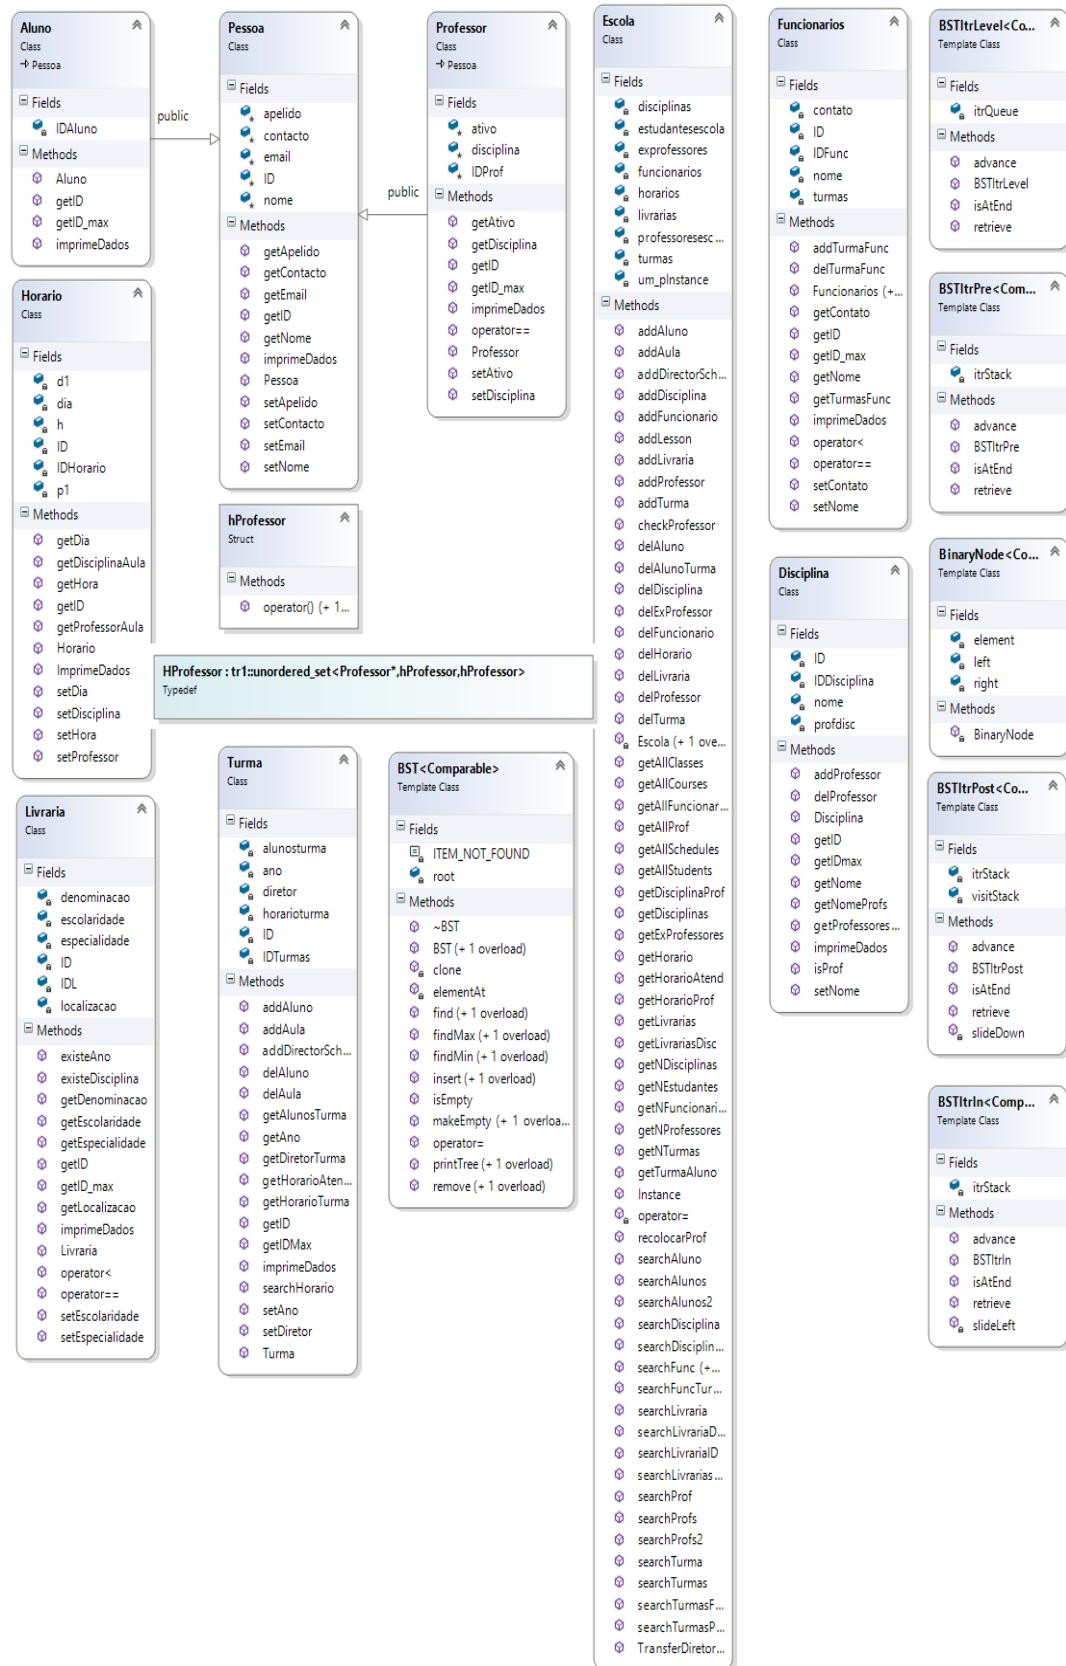 Aluno
Class
Pessoa
Fields
IDAluno
Methods
Aluno
getID
getID_max
imprimeDados
public
Pessoa
Class
Fields
apelido
contacto
email
ID
nome
Methods
getApelido
getContacto
getEmail
getID
getNome
imprimeDados
Pessoa
setApelido
setContacto
setEmail
setNome
public
Professor
Class
Pessoa
Fields
ativo
disciplina
IDProf
Methods
getAtivo
getDisciplina
getID
getID_max
imprimeDados
operator==
Professor
setAtivo
setDisciplina
Escola
Class
Fields
disciplinas
estudantesescola
exprofessores
funcionarios
horarios
livrarias
professoresesc...
turmas
um_pInstance
Methods
addAluno
addAula
addDirectorSch...
addDisciplina
addFuncionario
addLesson
addLivraria
addProfessor
addTurma
checkProfessor
delAluno
delAlunoTurma
delDisciplina
delExProfessor
delFuncionario
delHorario
delLivraria
delProfessor
delTurma
Escola (+ 1 ove...
getAllClasses
getAllCourses
getAllFuncionar...
getAllProf
getAllSchedules
getAllStudents
getDisciplinaProf
getDisciplinas
getExProfessores
getHorario
getHorarioAtend
getHorarioProf
getLivrarias
getLivrariasDisc
getNDisciplinas
getNEstudantes
getNFuncionari...
getNProfessores
getNTurmas
getTurmaAluno
Instance
operator=
recolocarProf
searchAluno
searchAlunos
searchAlunos2
searchDisciplina
searchDisciplin...
searchFunc (+...
searchFuncTur...
searchLivraria
searchLivrariaD...
searchLivrariaID
searchLivrarias...
searchProf
searchProfs
searchProfs2
searchTurma
searchTurmas
searchTurmasF...
searchTurmasP...
TransferDiretor...
Funcionarios
Class
Fields
contato
ID
IDFunc
nome
turmas
Methods
addTurmaFunc
delTurmaFunc
Funcionarios (+...
getContato
getID
getID_max
getNome
getTurmasFunc
imprimeDados
operator<
operator==
setContato
setNome
BSTItrLevel<Co...
Template Class
Fields
itrQueue
Methods
advance
BSTItrLevel
isAtEnd
retrieve
BSTItrPre<Com...
Template Class
Fields
itrStack
Methods
advance
BSTItrPre
isAtEnd
retrieve
Horario
Class
Fields
d1
dia
h
ID
IDHorario
p1
Methods
getDia
getDisciplinaAula
getHora
getID
getProfessorAula
Horario
ImprimeDados
setDia
setDisciplina
setHora
setProfessor
hProfessor
Struct
Methods
operator() (+ 1...
HProfessor : tr1::unordered_set<Professor*,hProfessor,hProfessor>
Typedef
Disciplina
Class
Fields
ID
IDDisciplina
nome
profdisc
Methods
addProfessor
delProfessor
Disciplina
getID
getIDmax
getNome
getNomeProfs
getProfessores...
imprimeDados
isProf
setNome
BinaryNode<Co...
Template Class
Fields
element
left
right
Methods
BinaryNode
Livraria
Class
Fields
denominacao
escolaridade
especialidade
ID
IDL
localizacao
Methods
existeAno
existeDisciplina
getDenominacao
getEscolaridade
getEspecialidade
getID
getID_max
getLocalizacao
imprimeDados
Livraria
operator<
operator==
setEscolaridade
setEspecialidade
Turma
Class
Fields
alunosturma
ano
diretor
horarioturma
ID
IDTurmas
Methods
addAluno
addAula
addDirectorSch...
delAluno
delAula
getAlunosTurma
getAno
getDiretorTurma
getHorarioAten...
getHorarioTurma
getID
getIDMax
imprimeDados
searchHorario
setAno
setDiretor
Turma
BST<Comparable>
Template Class
Fields
ITEM_NOT_FOUND
root
Methods
~BST
BST (+ 1 overload)
clone
elementAt
find (+ 1 overload)
findMax (+ 1 overload)
findMin (+ 1 overload)
insert (+ 1 overload)
isEmpty
makeEmpty (+ 1 overloa...
operator=
printTree (+ 1 overload)
remove (+ 1 overload)
BSTItrPost<Co...
Template Class
Fields
itrStack
visitStack
Methods
advance
BSTItrPost
isAtEnd
retrieve
slideDown
BSTItrIn<Comp...
Template Class
Fields
itrStack
Methods
advance
BSTItrIn
isAtEnd
retrieve
slideLeft